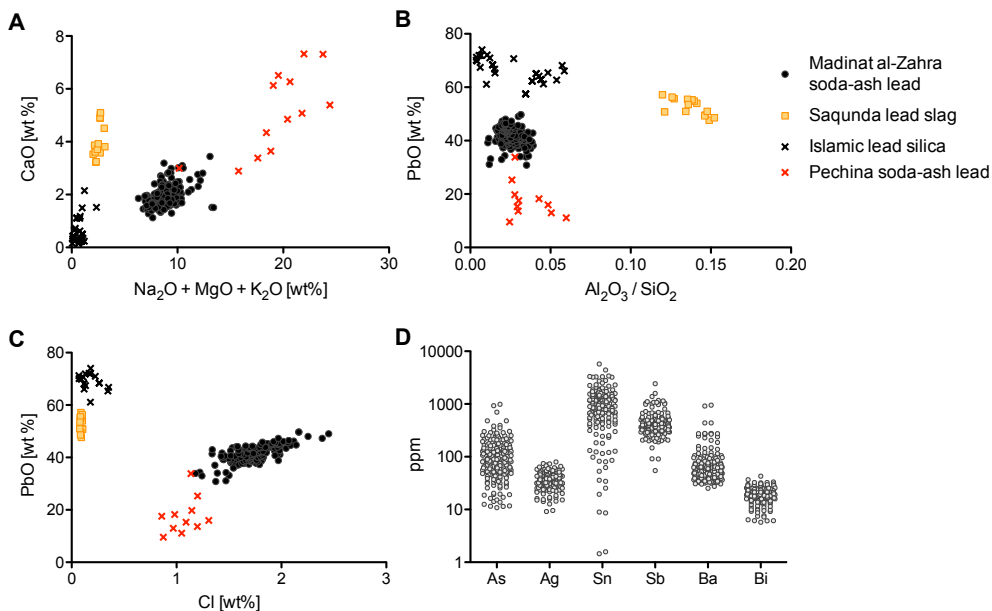 A
CaO [wt %]
8
6
4
2
0
0 10 20 30
Na₂O + MgO + K₂O [wt%]
B
PbO [wt %]
80
60
40
20
0
0.00 0.05 0.10 0.15 0.20
Al₂O₃ / SiO₂
Madinat al-Zahra
soda-ash lead
Saqunda lead slag
Islamic lead silica
Pechina soda-ash lead
C
PbO [wt %]
80
60
40
20
0
0 1 2 3
Cl [wt%]
D
ppm
10000
1000
100
10
1
As Ag Sn Sb Ba Bi